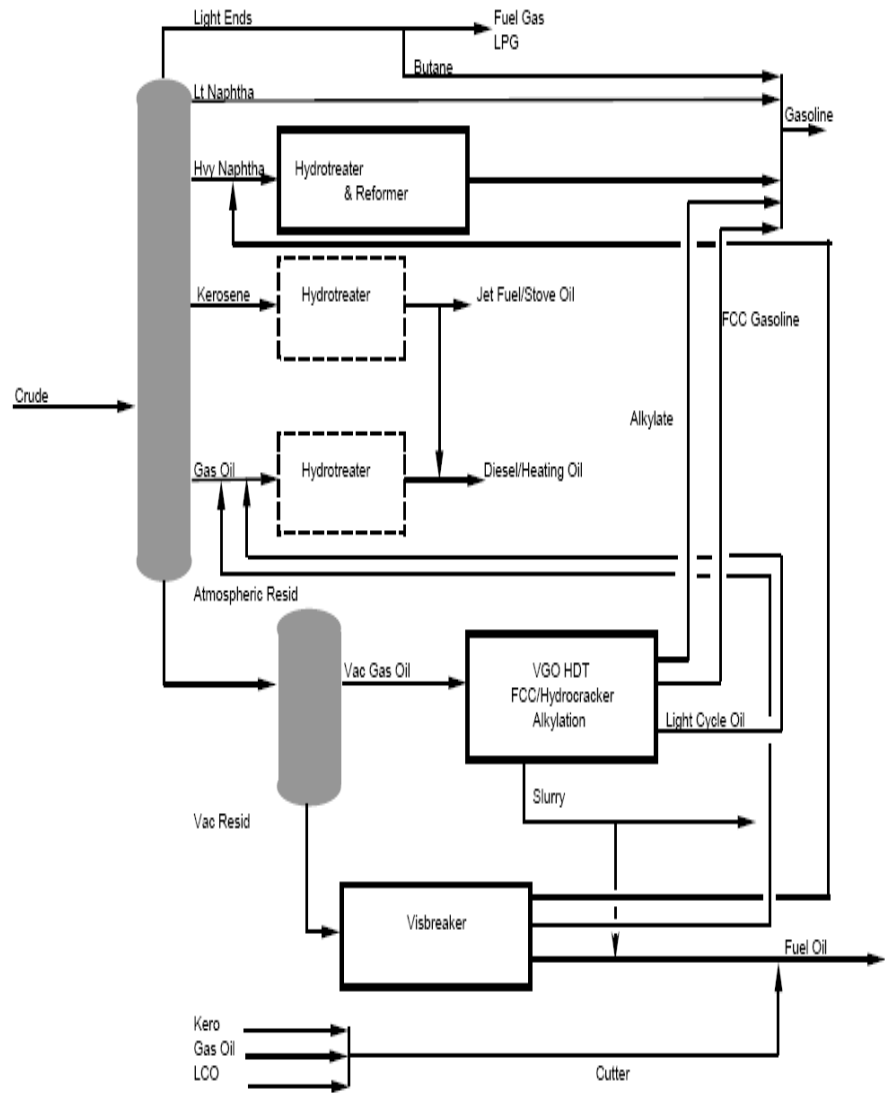 Light Ends
Fuel Gas
LPG
Butane
Lt Naphtha
Gasoline
Hvy Naphtha
Hydrotreater
& Reformer
Kerosene
Hydrotreater
Jet Fuel/Stove Oil
FCC Gasoline
Crude
Alkylate
Gas Oil
Hydrotreater
Diesel/Heating Oil
Atmospheric Resid
Vac Gas Oil
VGO HDT
FCC/Hydrocracker
Alkylation
Light Cycle Oil
Slurry
Vac Resid
Visbreaker
Fuel Oil
Kero
Gas Oil
LCO
Cutter